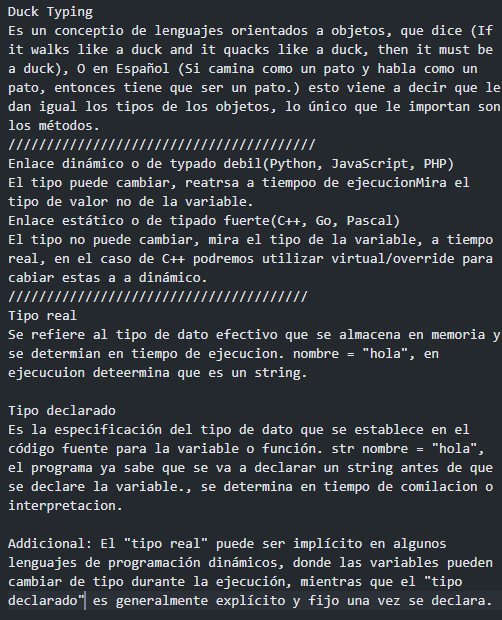 Duck Typing
Es un conceptio de lenguajes orientados a objetos, que dice (If
it walks like a duck and it quacks like a duck, then it must be
a duck), O en Español (Si camina como un pato y habla como un
pato, entonces tiene que ser un pato.) esto viene a decir que le
dan igual los tipos de los objetos, lo único que le importan son
los métodos.
////////////////////////////////////////
Enlace dinámico o de typado debil(Python, JavaScript, PHP)
El tipo puede cambiar, reatrsa a tiempoo de ejecucionMira el
tipo de valor no de la variable.
Enlace estático o de tipado fuerte(C++, Go, Pascal)
El tipo no puede cambiar, mira el tipo de la variable, a tiempo
real, en el caso de C++ podremos utilizar virtual/override para
cabiar estas a a dinámico.
///////////////////////////////////////
Tipo real
Se refiere al tipo de dato efectivo que se almacena en memoria y
se determian en tiempo de ejecucion. nombre = "hola", en
ejecucuion deteermina que es un string.
Tipo declarado
Es la especificación del tipo de dato que se establece en el
código fuente para la variable o función. str nombre = "hola",
el programa ya sabe que se va a declarar un string antes de que
se declare la variable., se determina en tiempo de comilacion o
interpretacion.
Addicional: El "tipo real" puede ser implícito en algunos
lenguajes de programación dinámicos, donde las variables pueden
cambiar de tipo durante la ejecución, mientras que el "tipo
declarado" es generalmente explícito y fijo una vez se declara.